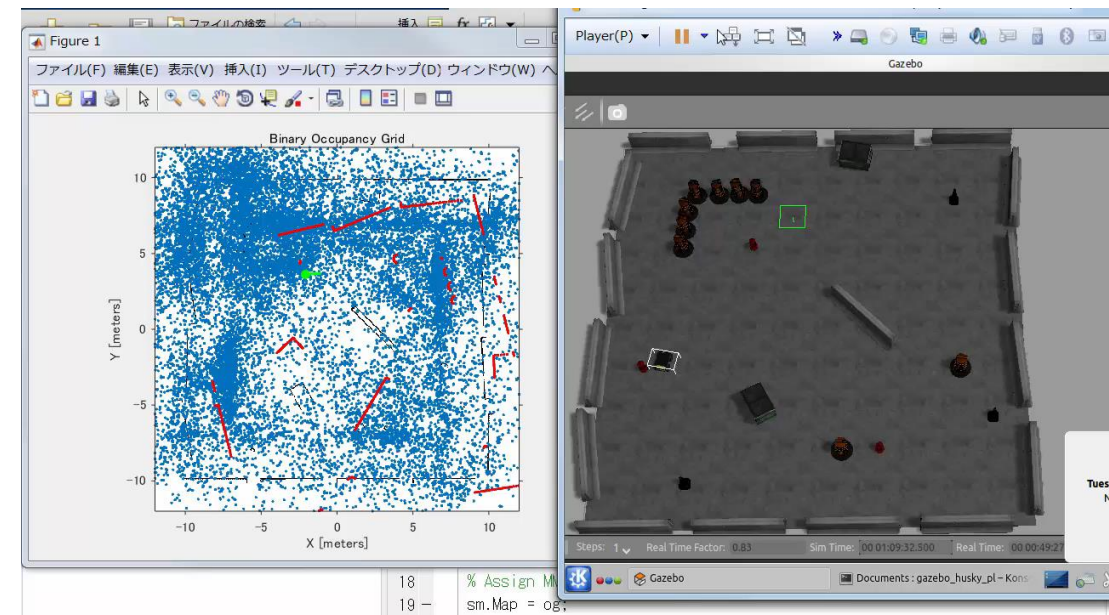 ファイルの検索
挿入 fx
Figure 1
ファイル(F) 編集(E) 表示(V) 挿入(I) ツール(T) デスクトップ(D) ウィンドウ(W)
Binary Occupancy Grid
10
5
0
-5
-10
Y [meters]
-10 -5 0 5 10
X [meters]
18 % Assign
19 - sm.Map = og;
Player(P)
Gazebo
Steps: 1 Real Time Factor: 0.83 Sim Time: 00 01:09:32.500 Real Time: 00 00:49:27
Gazebo
Documents : gazebo_husky_pl – Kons
Tues